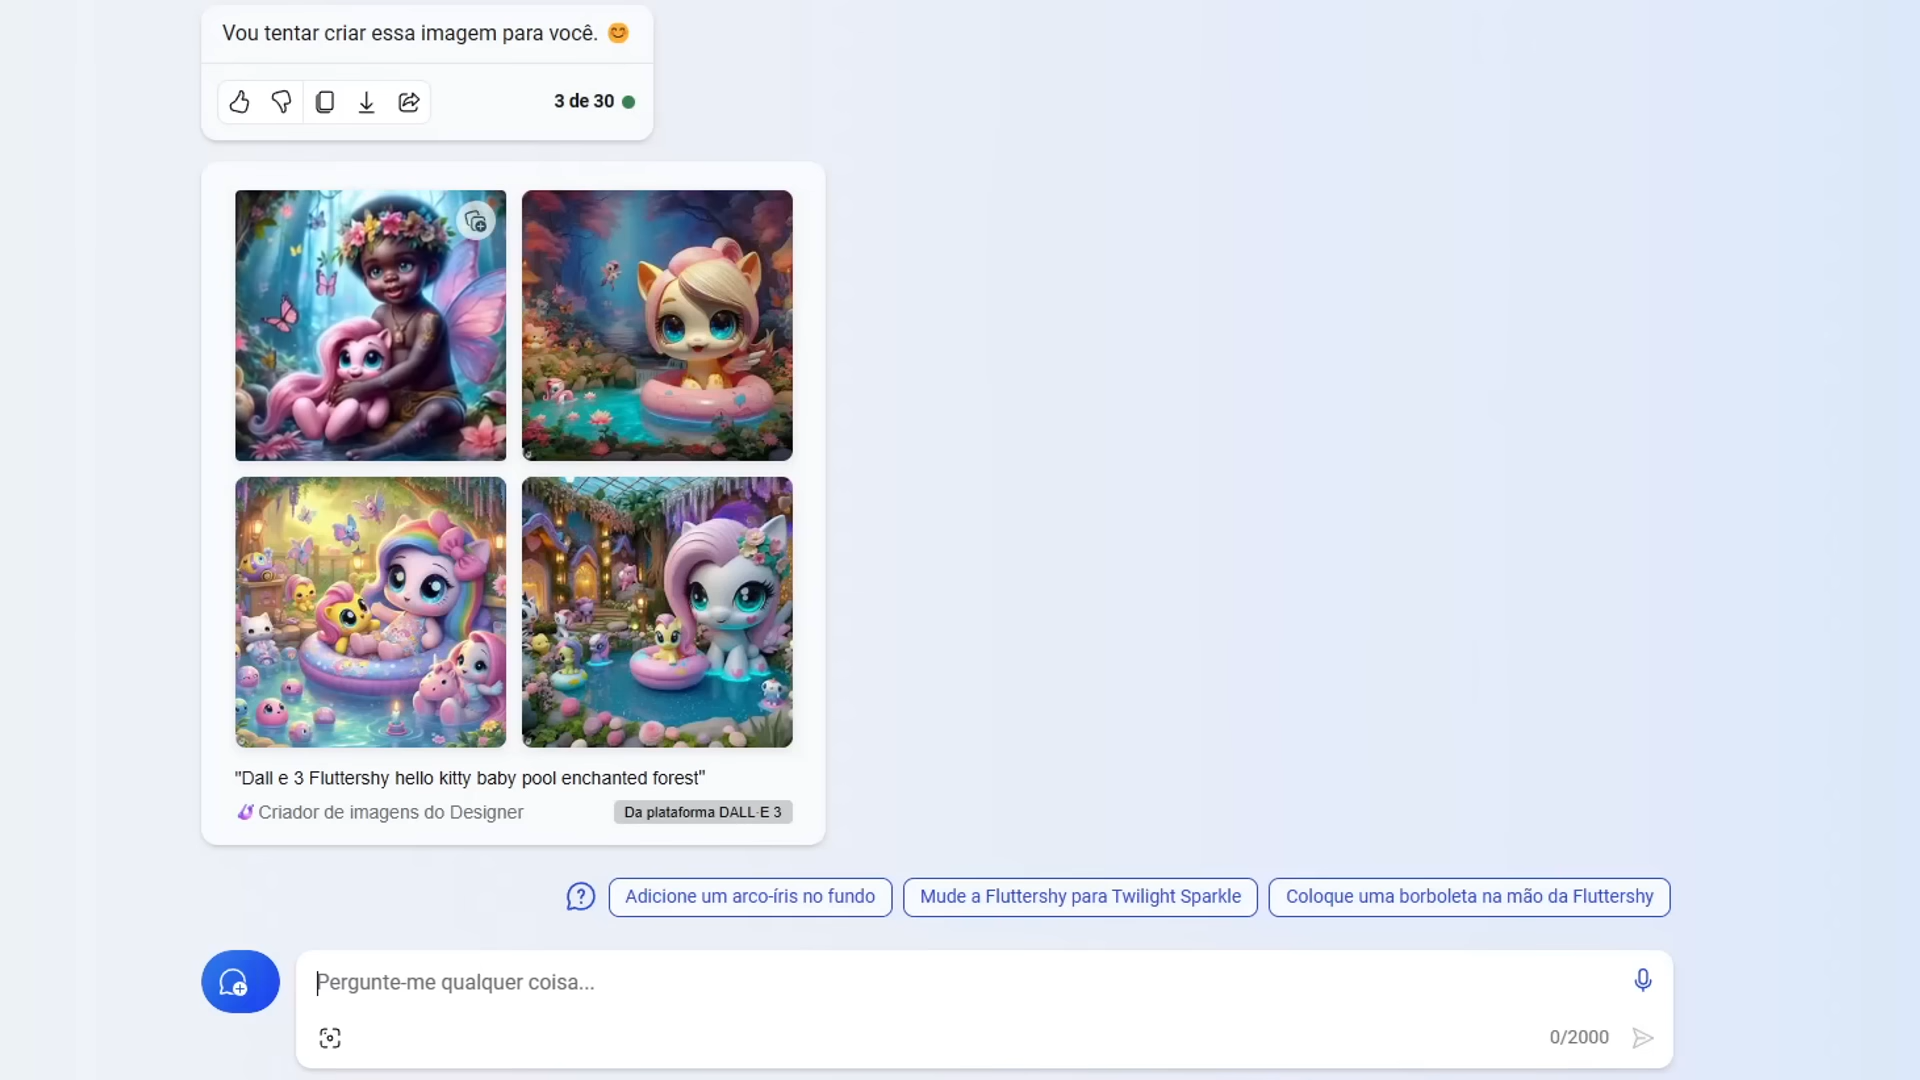 Vou tentar criar essa imagem para você. 😊
3 de 30
"Dall e 3 Fluttershy hello kitty baby pool enchanted forest"
Criador de imagens do Designer
Da plataforma DALL·E 3
Adicione um arco-íris no fundo
Mude a Fluttershy para Twilight Sparkle
Coloque uma borboleta na mão da Fluttershy
Pergunte-me qualquer coisa...
0/2000